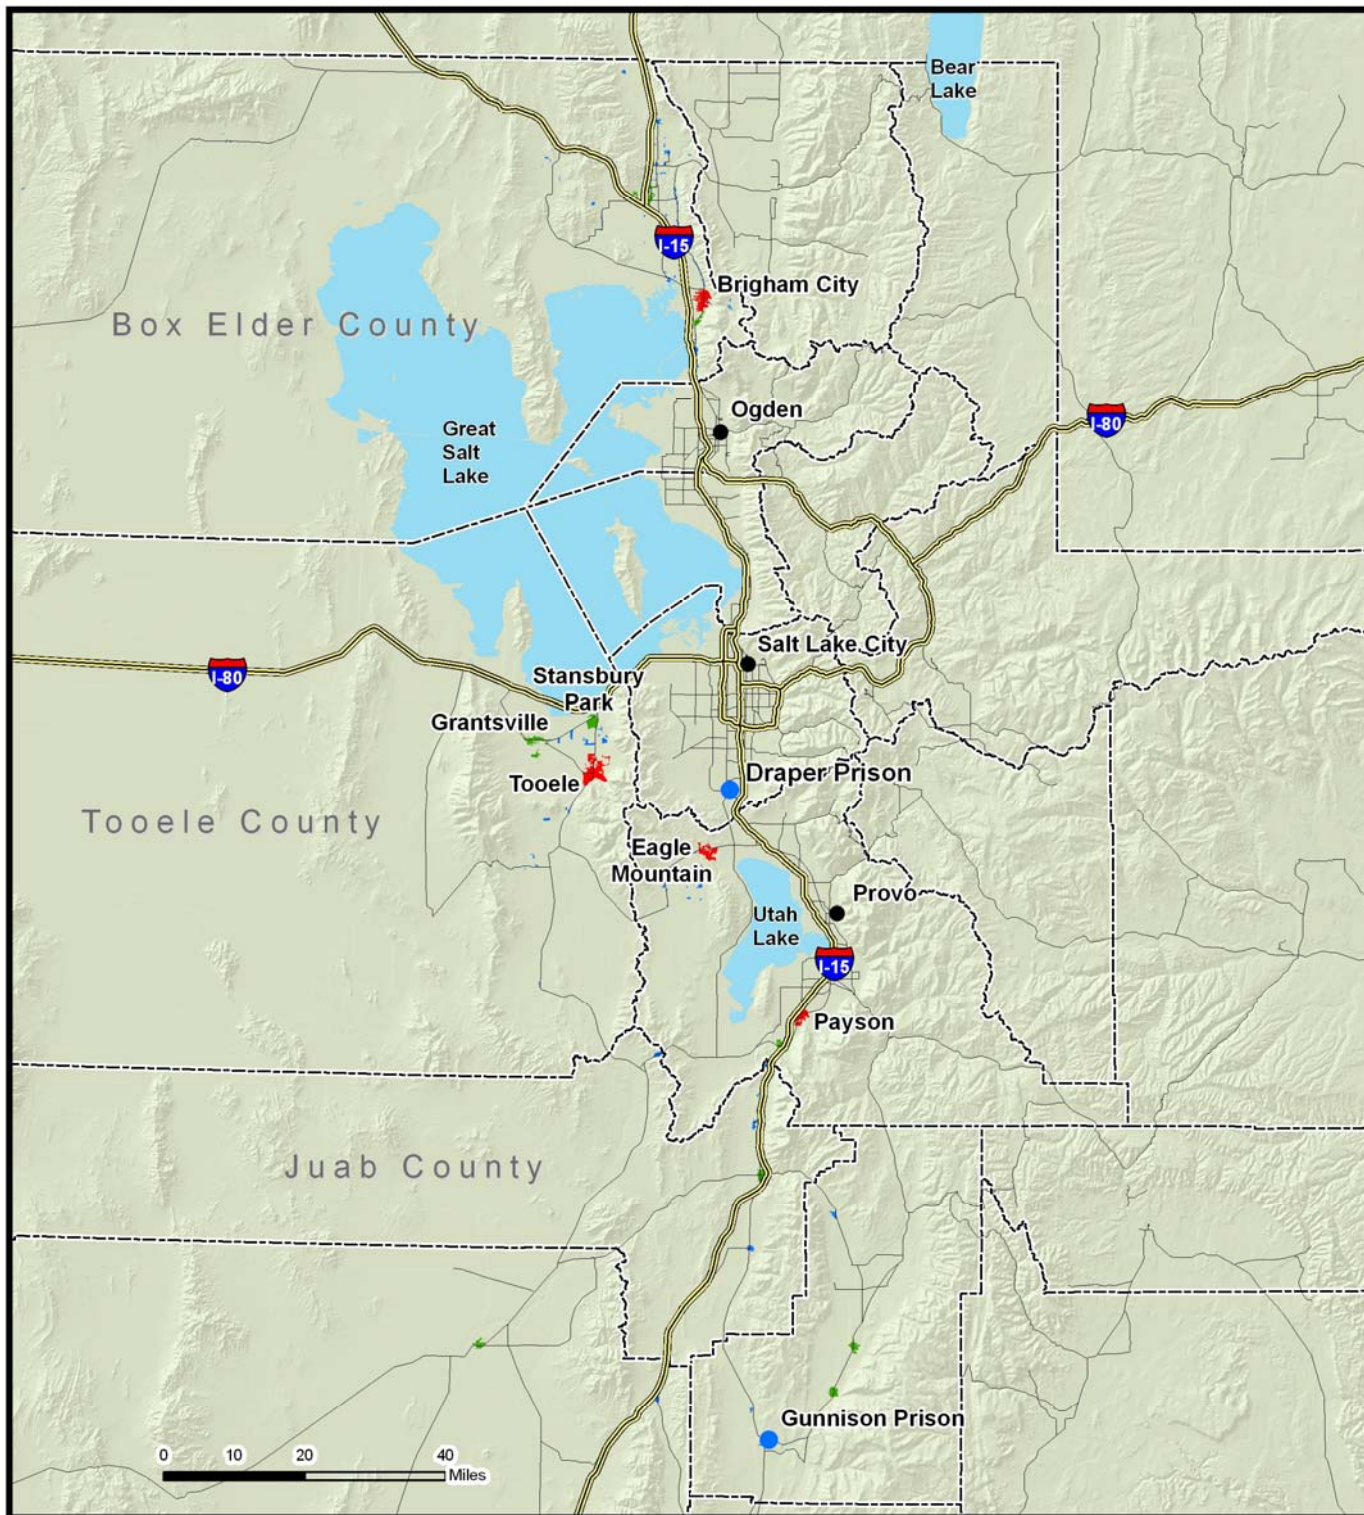 Bear
Lake
I-15
Brigham City
Box Elder County
Ogden
I-80
Great
Salt
Lake
Salt Lake City
I-80
Stansbury
Park
Grantsville
Draper Prison
Tooele
Tooele County
Eagle
Mountain
Provo
Utah
Lake
I-15
Payson
Juab County
Gunnison Prison
0 10 20 40
Miles